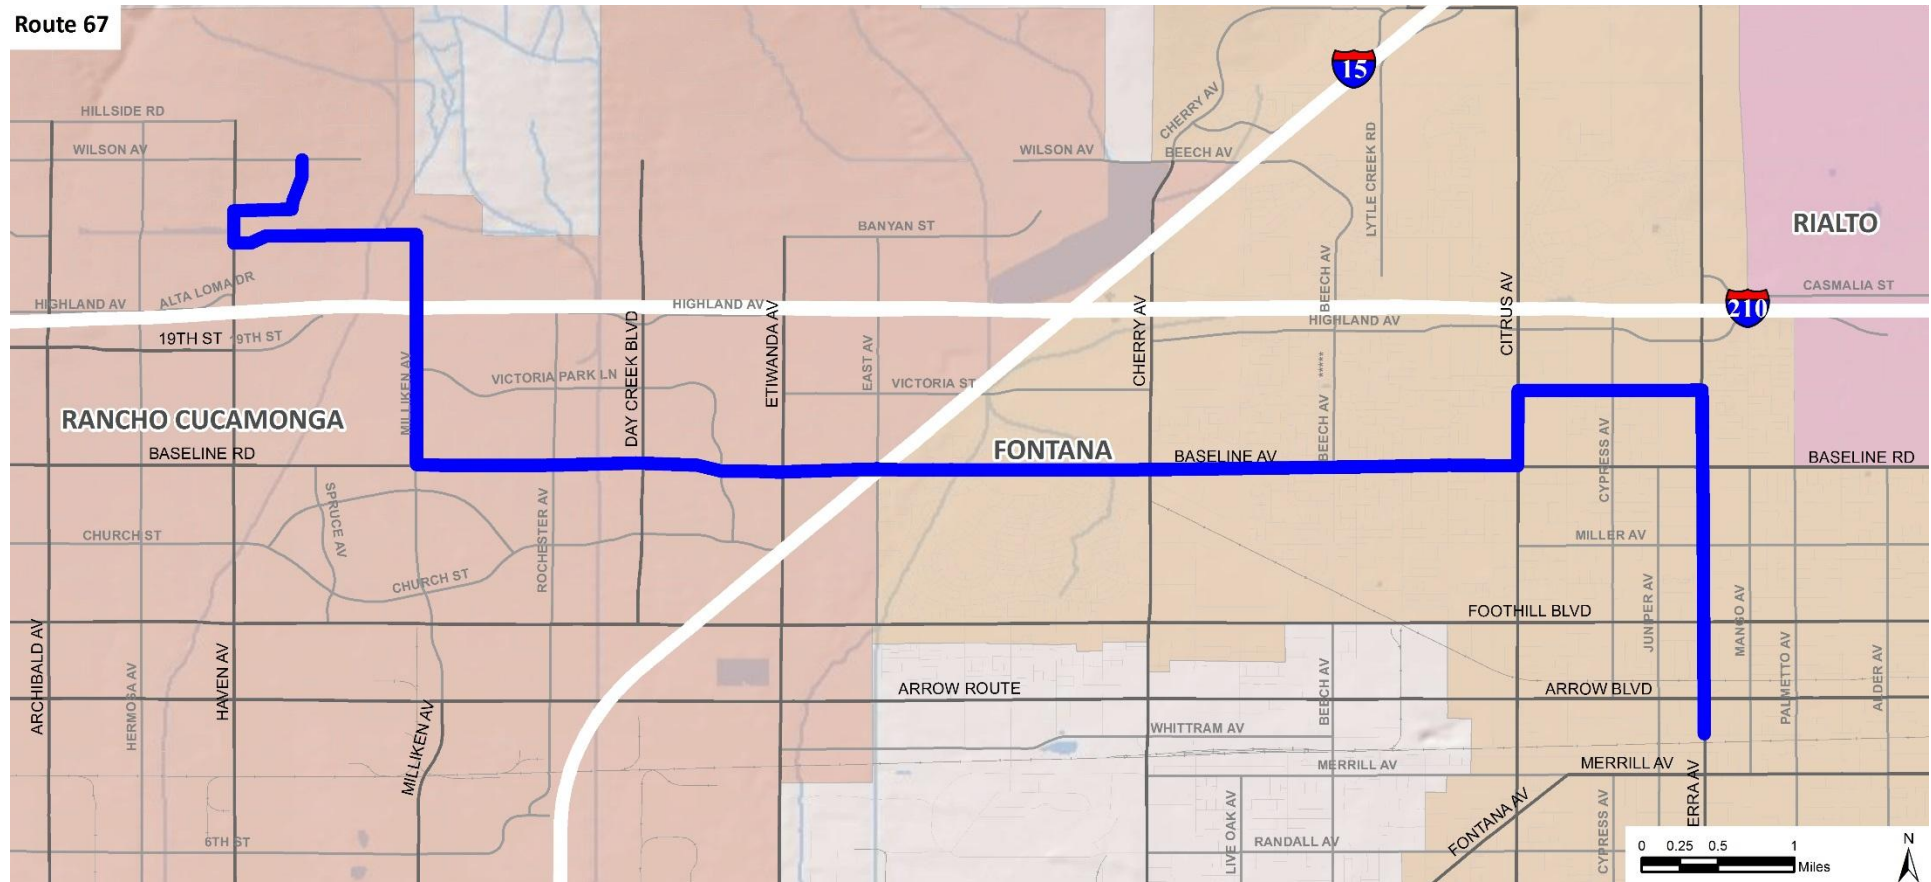 Route 67
15
HILLSIDE RD
WILSON AV
CHERRY AV
LYTLE CREEK RD
WILSON AV
BEECH AV
BANYAN ST
RIALTO
ALTA LOMA DR
HIGHLAND AV
HIGHLAND AV
CASMALIA ST
210
BEECH AV
CITRUS AV
HIGHLAND AV
19TH ST
9TH ST
DAY CREEK BLVD
ETIWANDA AV
EAST AV
CHERRY AV
*****
MILLIKEN AV
VICTORIA PARK LN
VICTORIA ST
RANCHO CUCAMONGA
BEECH AV
CYPRESS AV
BASELINE RD
FONTANA
BASELINE AV
BASELINE RD
SPRUCE AV
ROCHESTER AV
CHURCH ST
MILLER AV
CHURCH ST
FOOTHILL BLVD
JUNIPER AV
MANGO AV
ARCHIBALD AV
HERMOSA AV
HAVEN AV
PALMETTO AV
ALDER AV
ARROW ROUTE
BEECH AV
ARROW BLVD
MILLIKEN AV
WHITTRAM AV
MERRILL AV
MERRILL AV
ERRA AV
LIVE OAK AV
FONTANA AV
CYPRESS AV
6TH ST
RANDALL AV
0 0.25 0.5 1
Miles
N